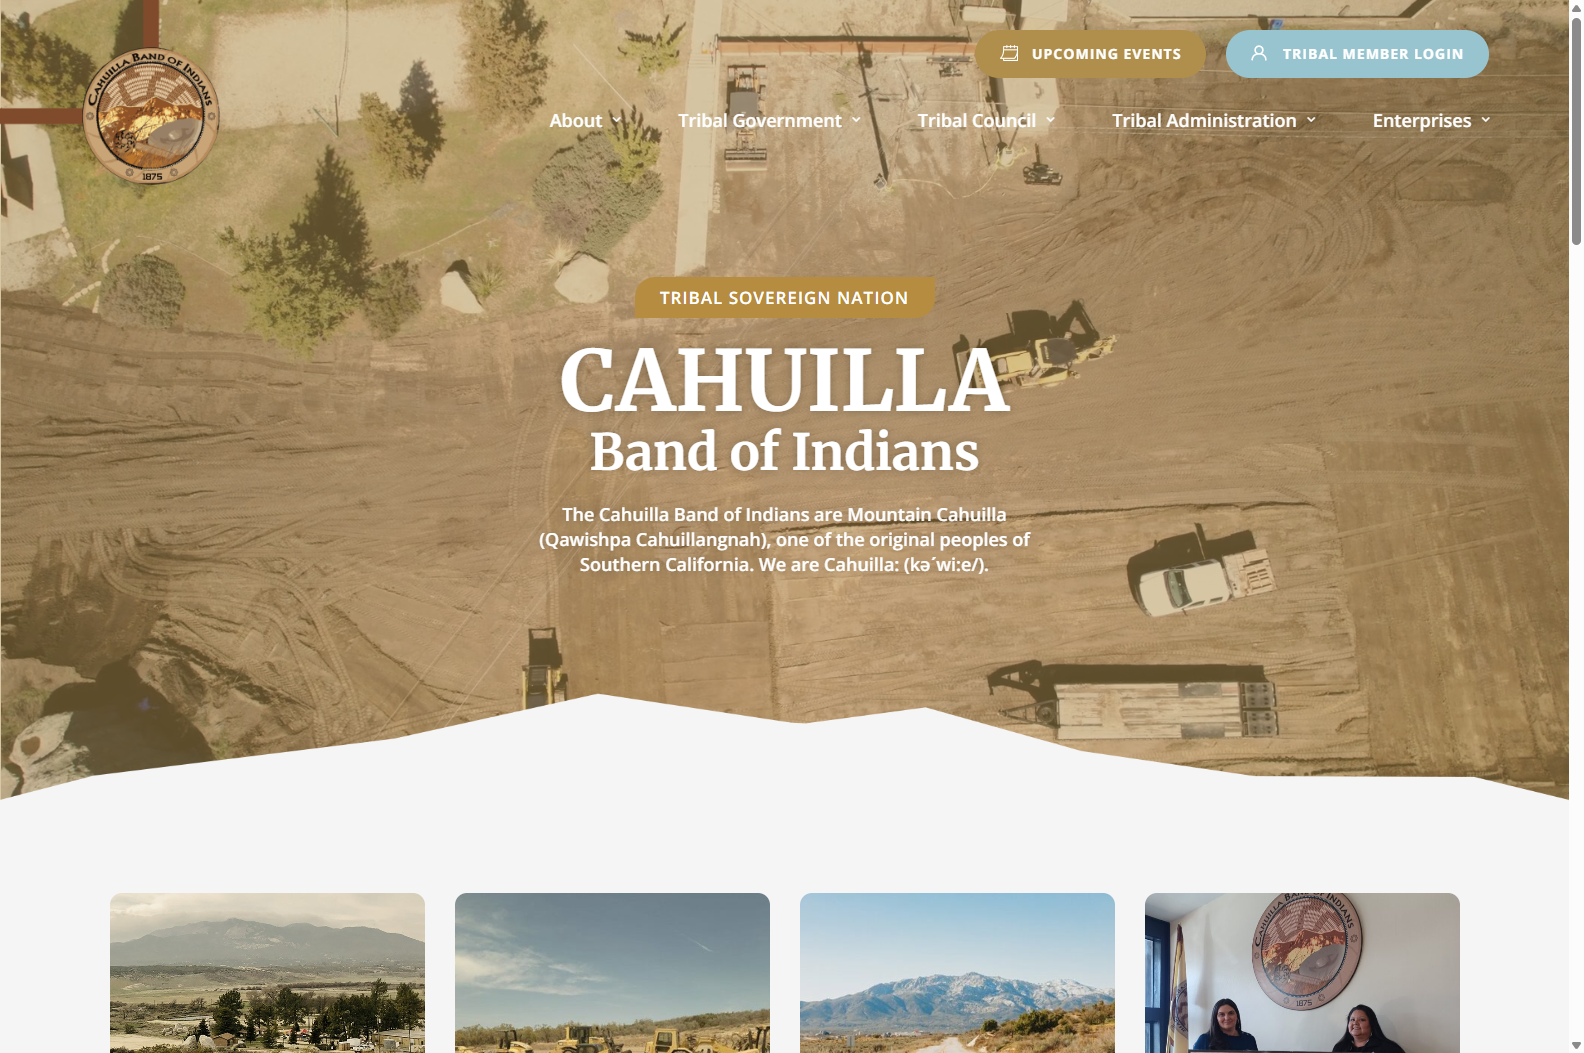 CAHUILLA BAND OF INDIANS
1875
UPCOMING EVENTS
TRIBAL MEMBER LOGIN
About
Tribal Government
Tribal Council
Tribal Administration
Enterprises
TRIBAL SOVEREIGN NATION
CAHUILLA
Band of Indians
The Cahuilla Band of Indians are Mountain Cahuilla
(Qawishpa Cahuillangnah), one of the original peoples of
Southern California. We are Cahuilla: (kə´wi:e/).
CAHUILLA BAND OF INDIANS
1875